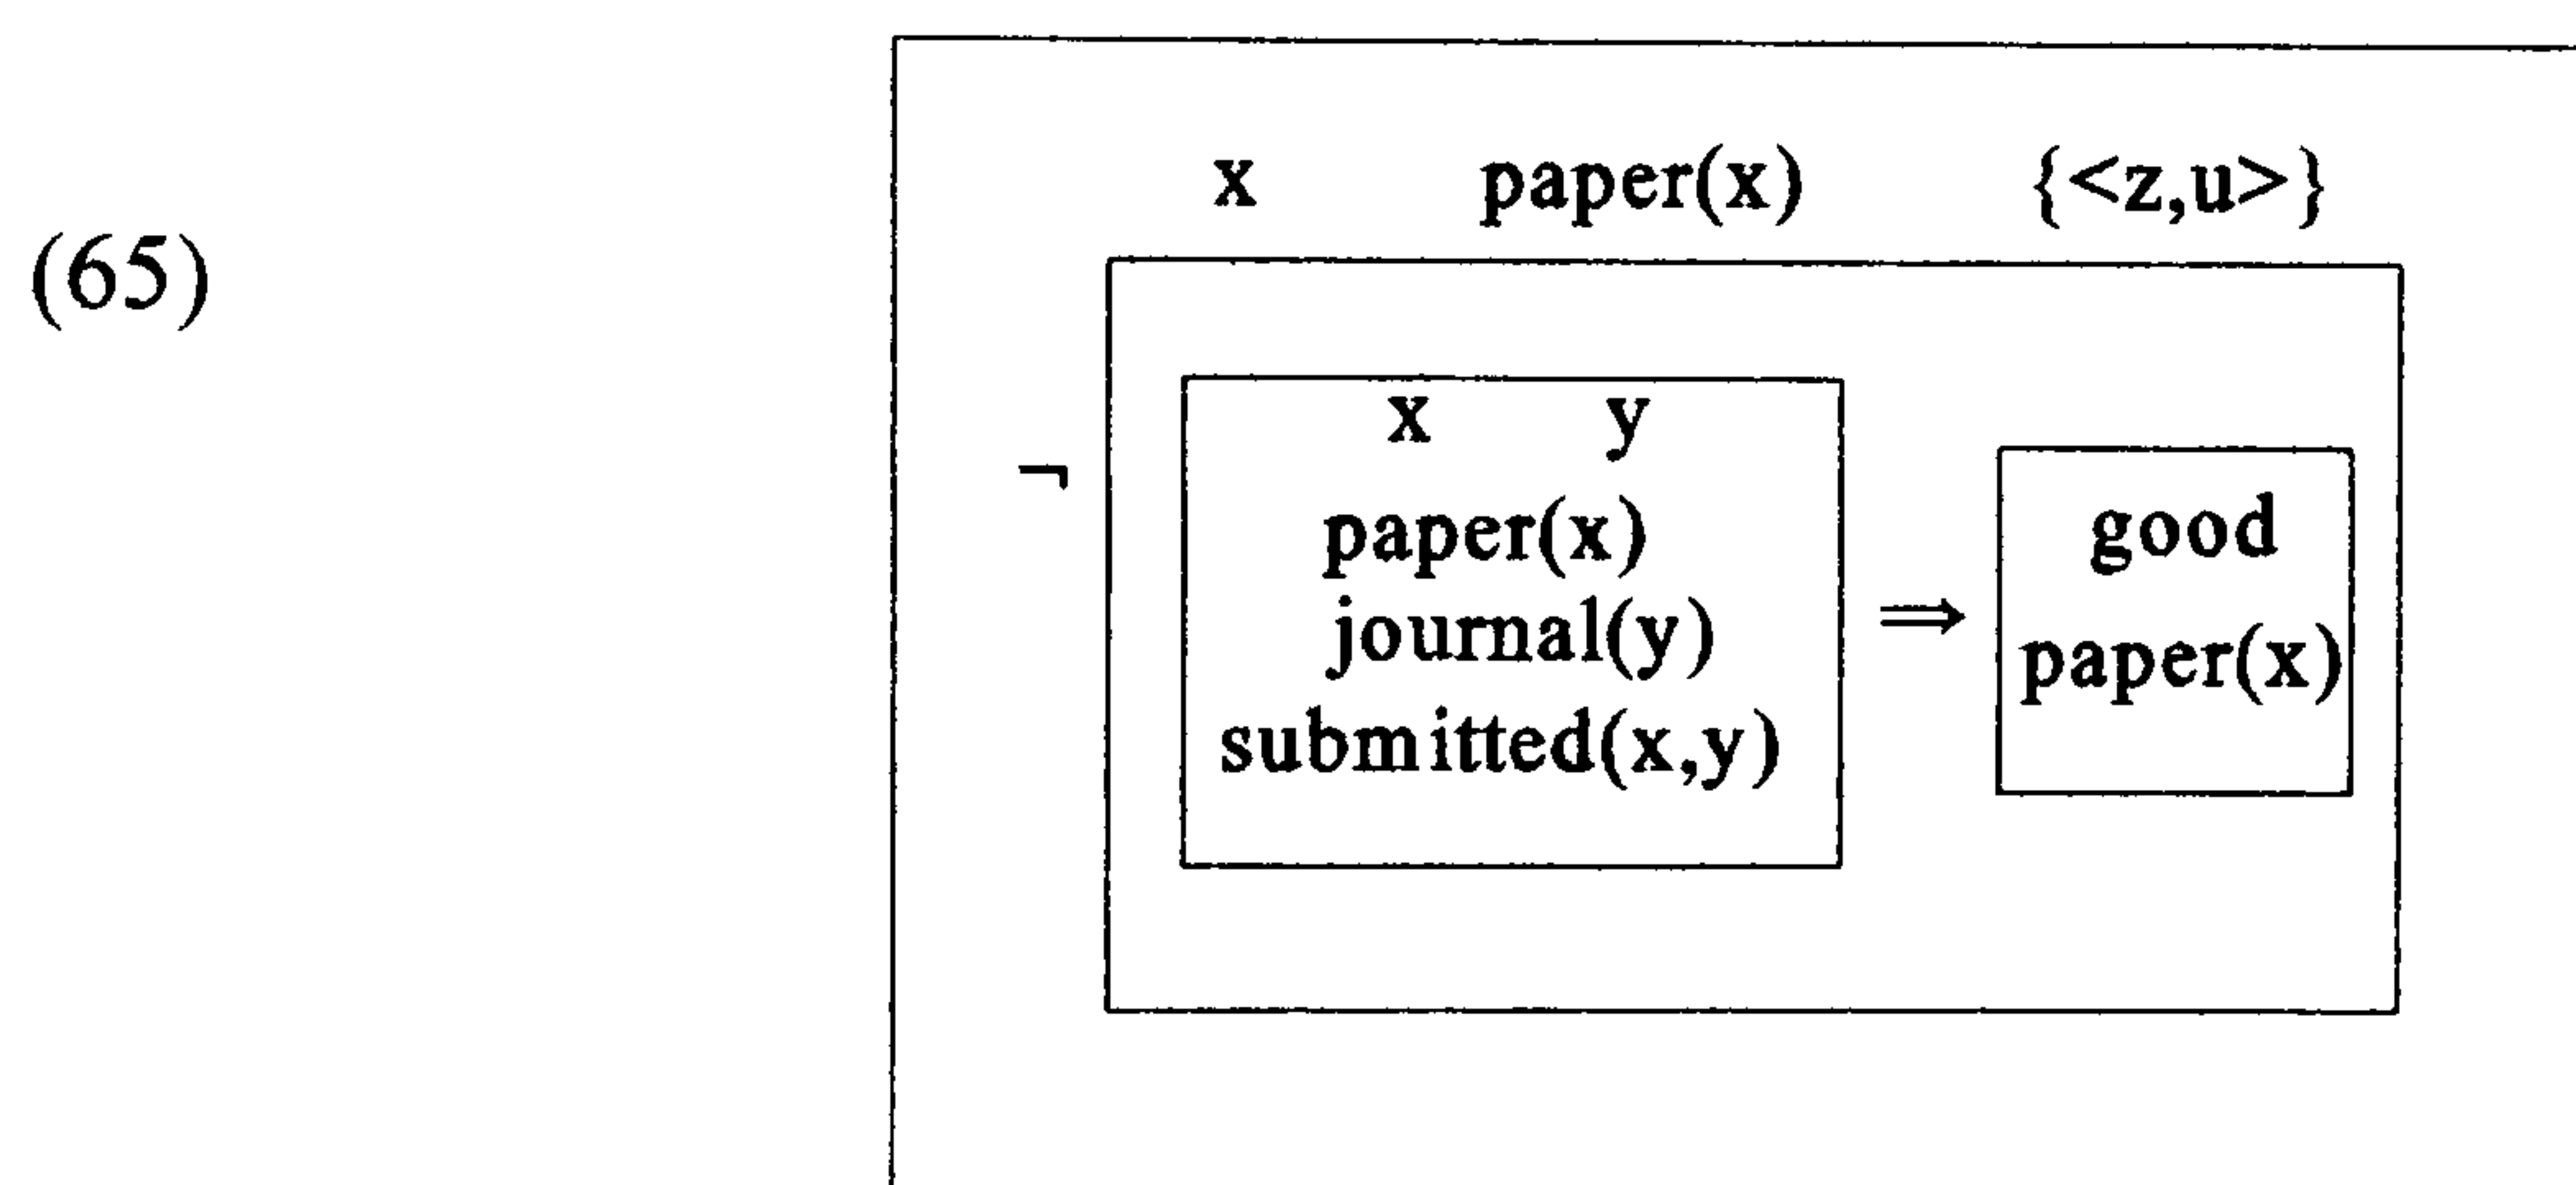 x paper(x) {<z,u>}
(65)
x y
¬
paper(x)
good
journal(y)
⇒
paper(x)
submitted(x,y)